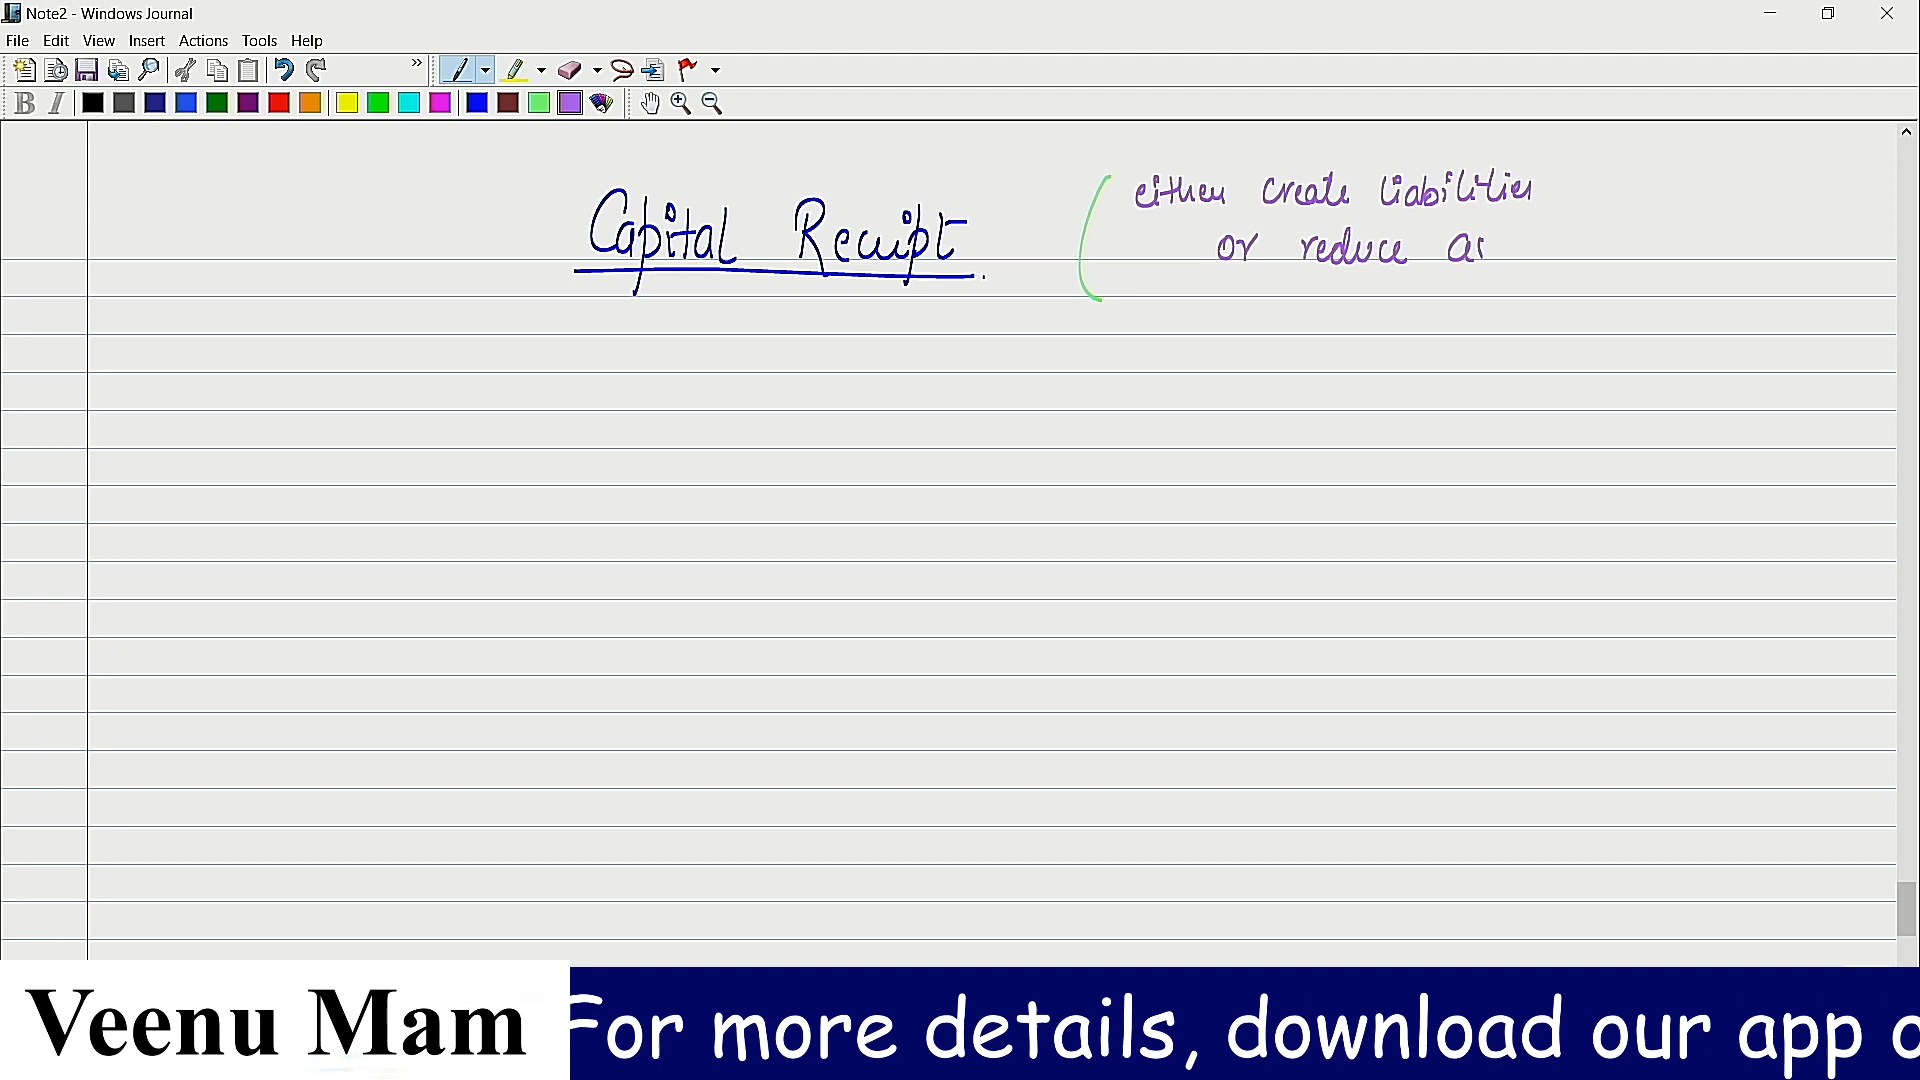 Note2 - Windows Journal
File Edit View Insert Actions Tools Help
B I
Capital Receipt
either create liabilities
or reduce as
Veenu Mam
For more details, download our app o